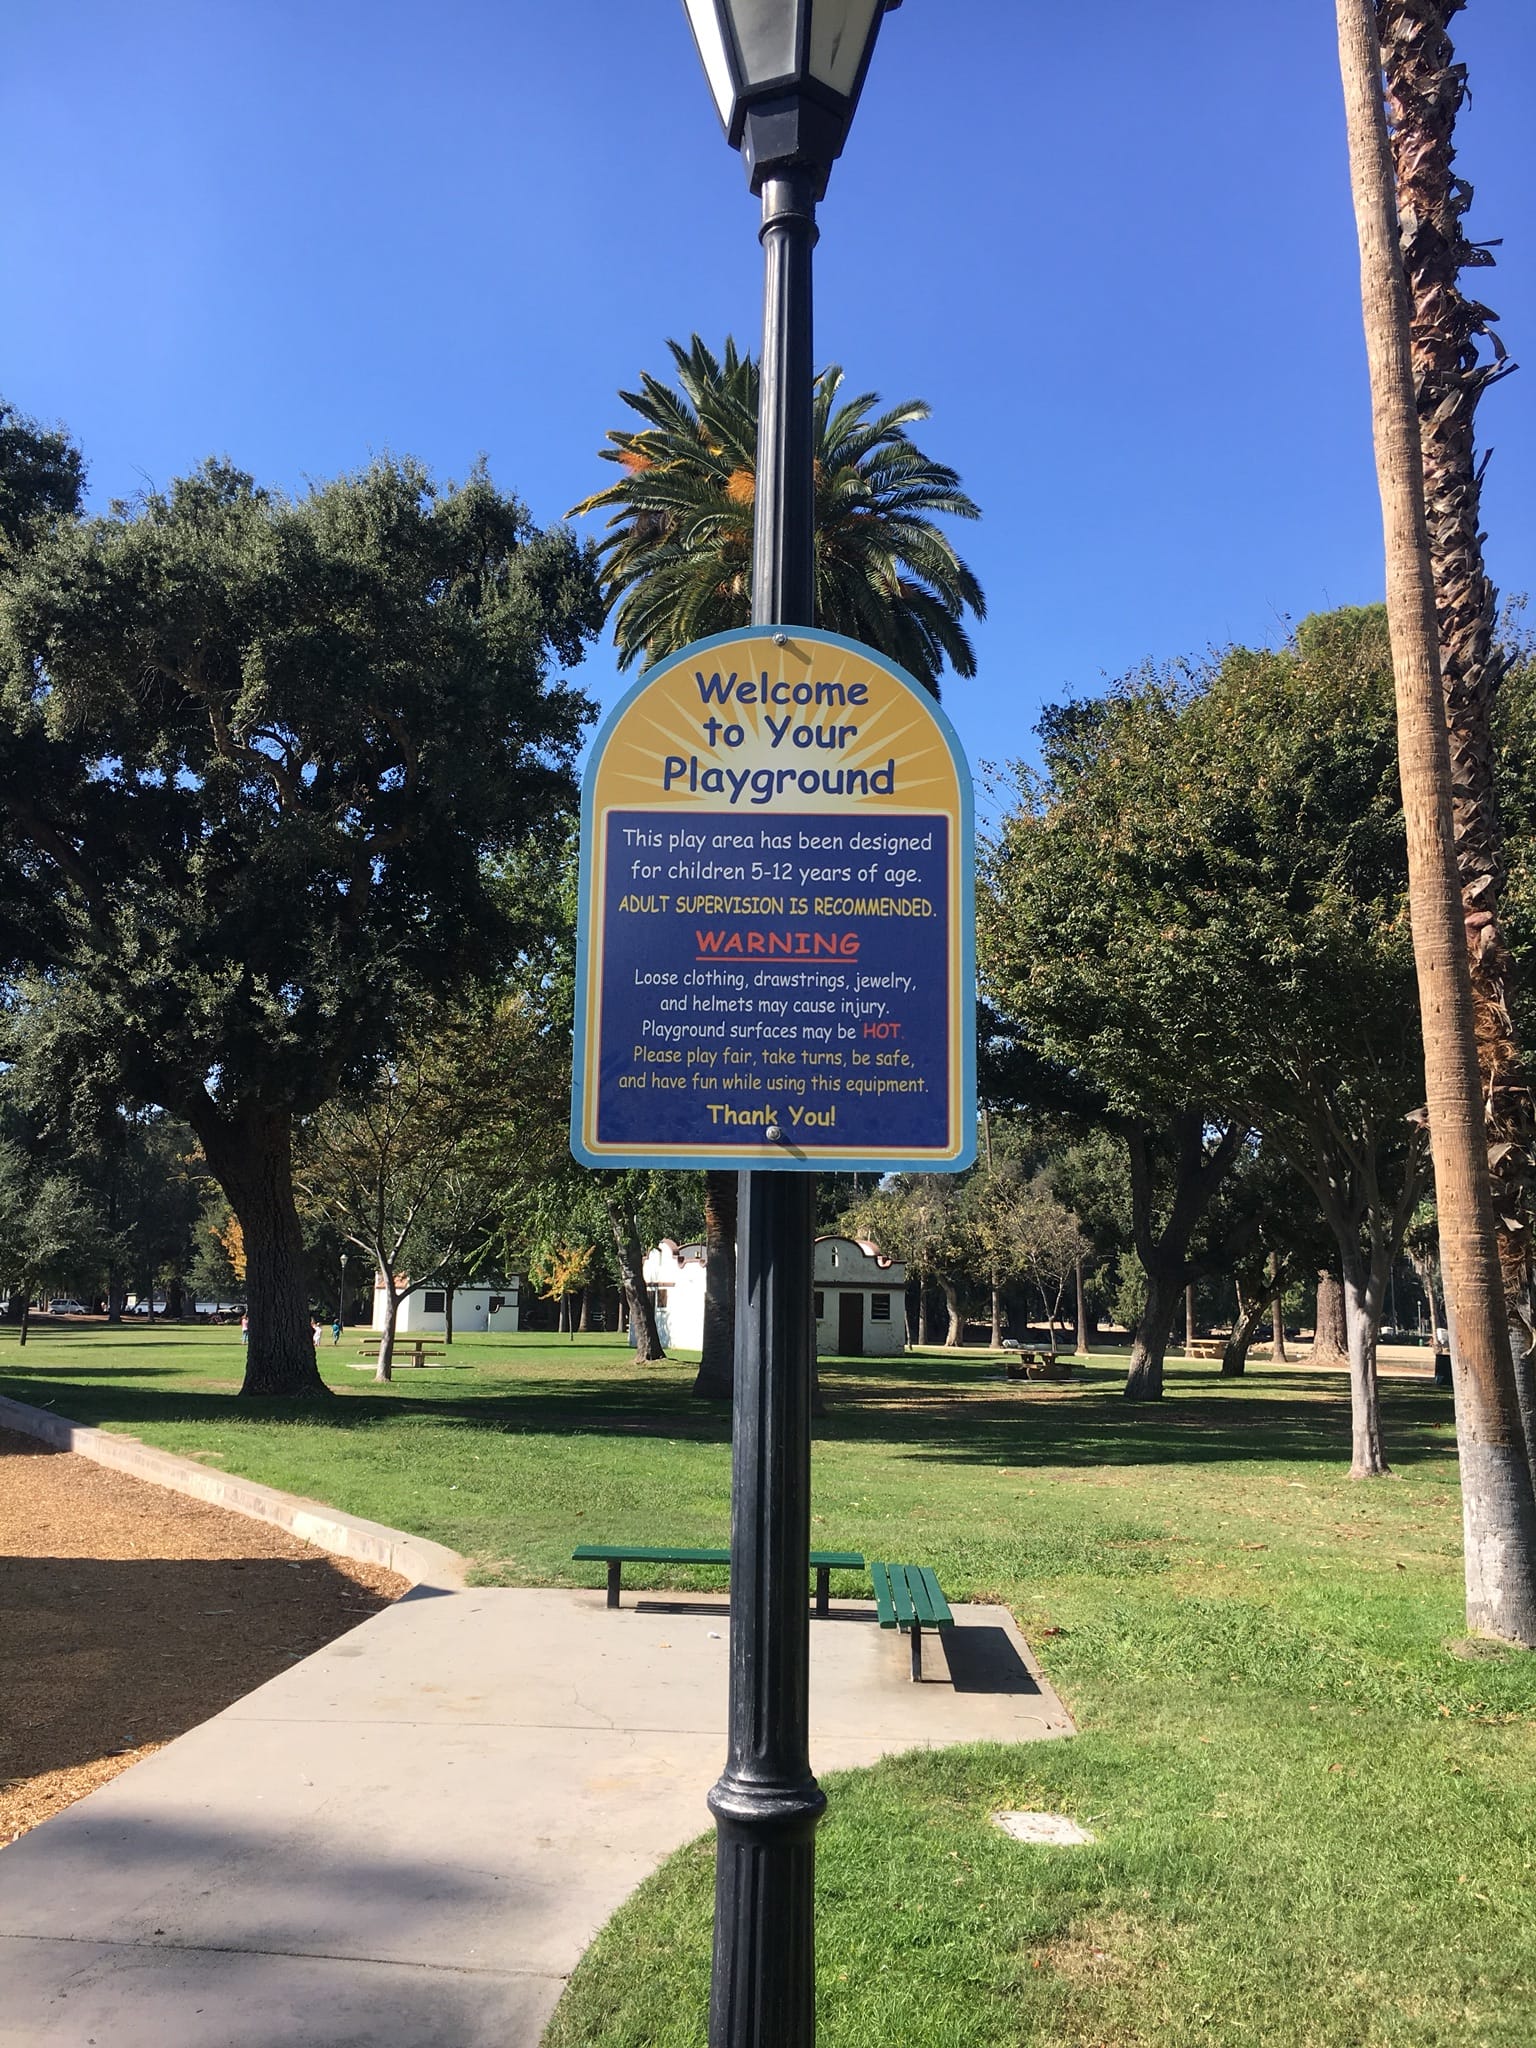 Welcome
to Your
Playground
This play area has been designed
for children 5-12 years of age.
ADULT SUPERVISION IS RECOMMENDED.
WARNING
Loose clothing, drawstrings, jewelry,
and helmets may cause injury.
Playground surfaces may be HOT.
Please play fair, take turns, be safe,
and have fun while using this equipment.
Thank You!